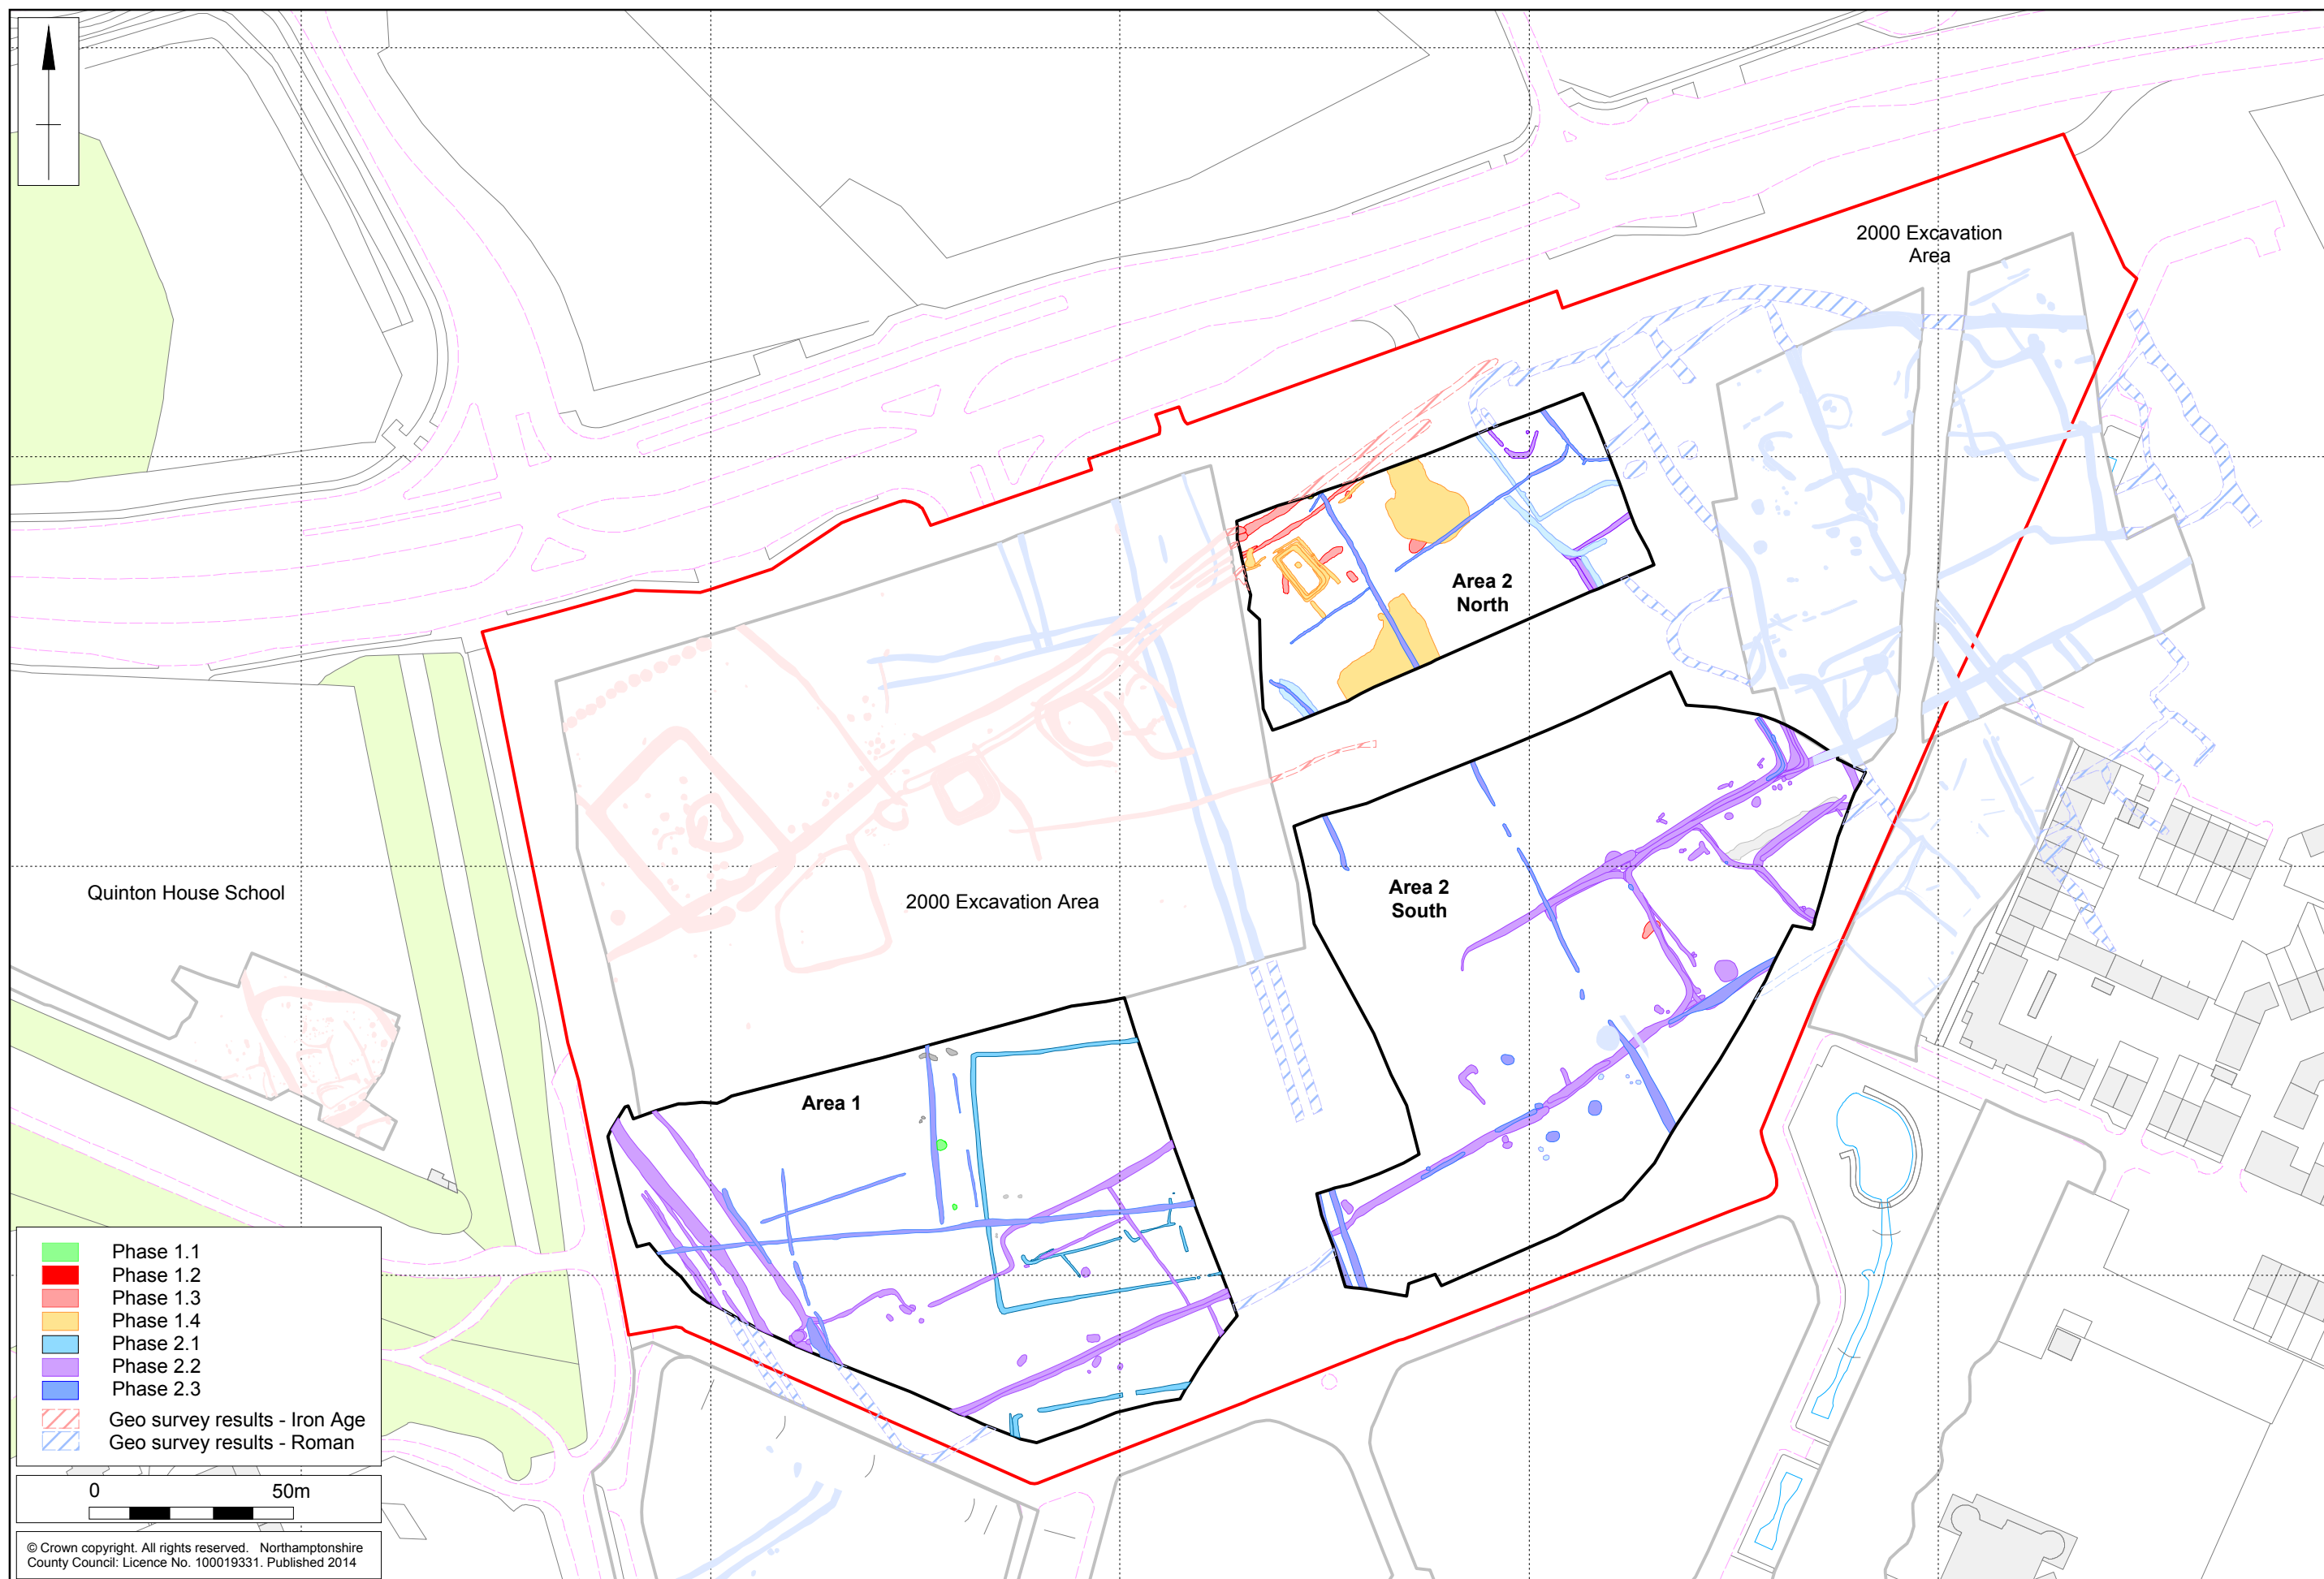 2000 Excavation
Area
Area 2
North
Quinton House School
2000 Excavation Area
Area 2
South
Area 1
Phase 1.1
Phase 1.2
Phase 1.3
Phase 1.4
Phase 2.1
Phase 2.2
Phase 2.3
Geo survey results - Iron Age
Geo survey results - Roman
0 50m
© Crown copyright. All rights reserved. Northamptonshire
County Council: Licence No. 100019331. Published 2014